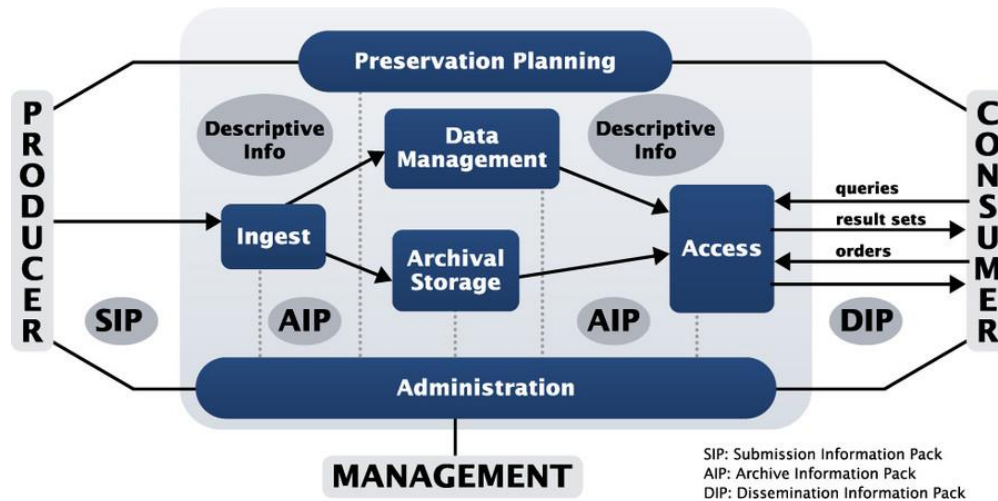 Preservation Planning
PRODUCER
Descriptive
Info
Data
Management
Descriptive
Info
CONSUMER
queries
result sets
orders
Ingest
Archival
Storage
Access
SIP
AIP
AIP
DIP
Administration
MANAGEMENT
SIP: Submission Information Pack
AIP: Archive Information Pack
DIP: Dissemination Information Pack